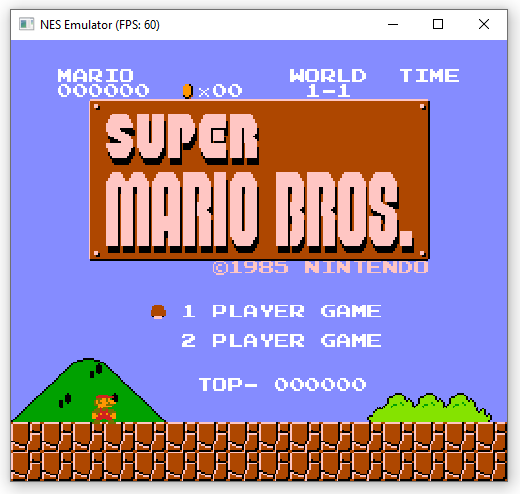 NES Emulator (FPS: 60)
MARIO WORLD TIME
000000 ×00 1-1
SUPER
MARIO BROS.
©1985 NINTENDO
1 PLAYER GAME
2 PLAYER GAME
TOP- 000000